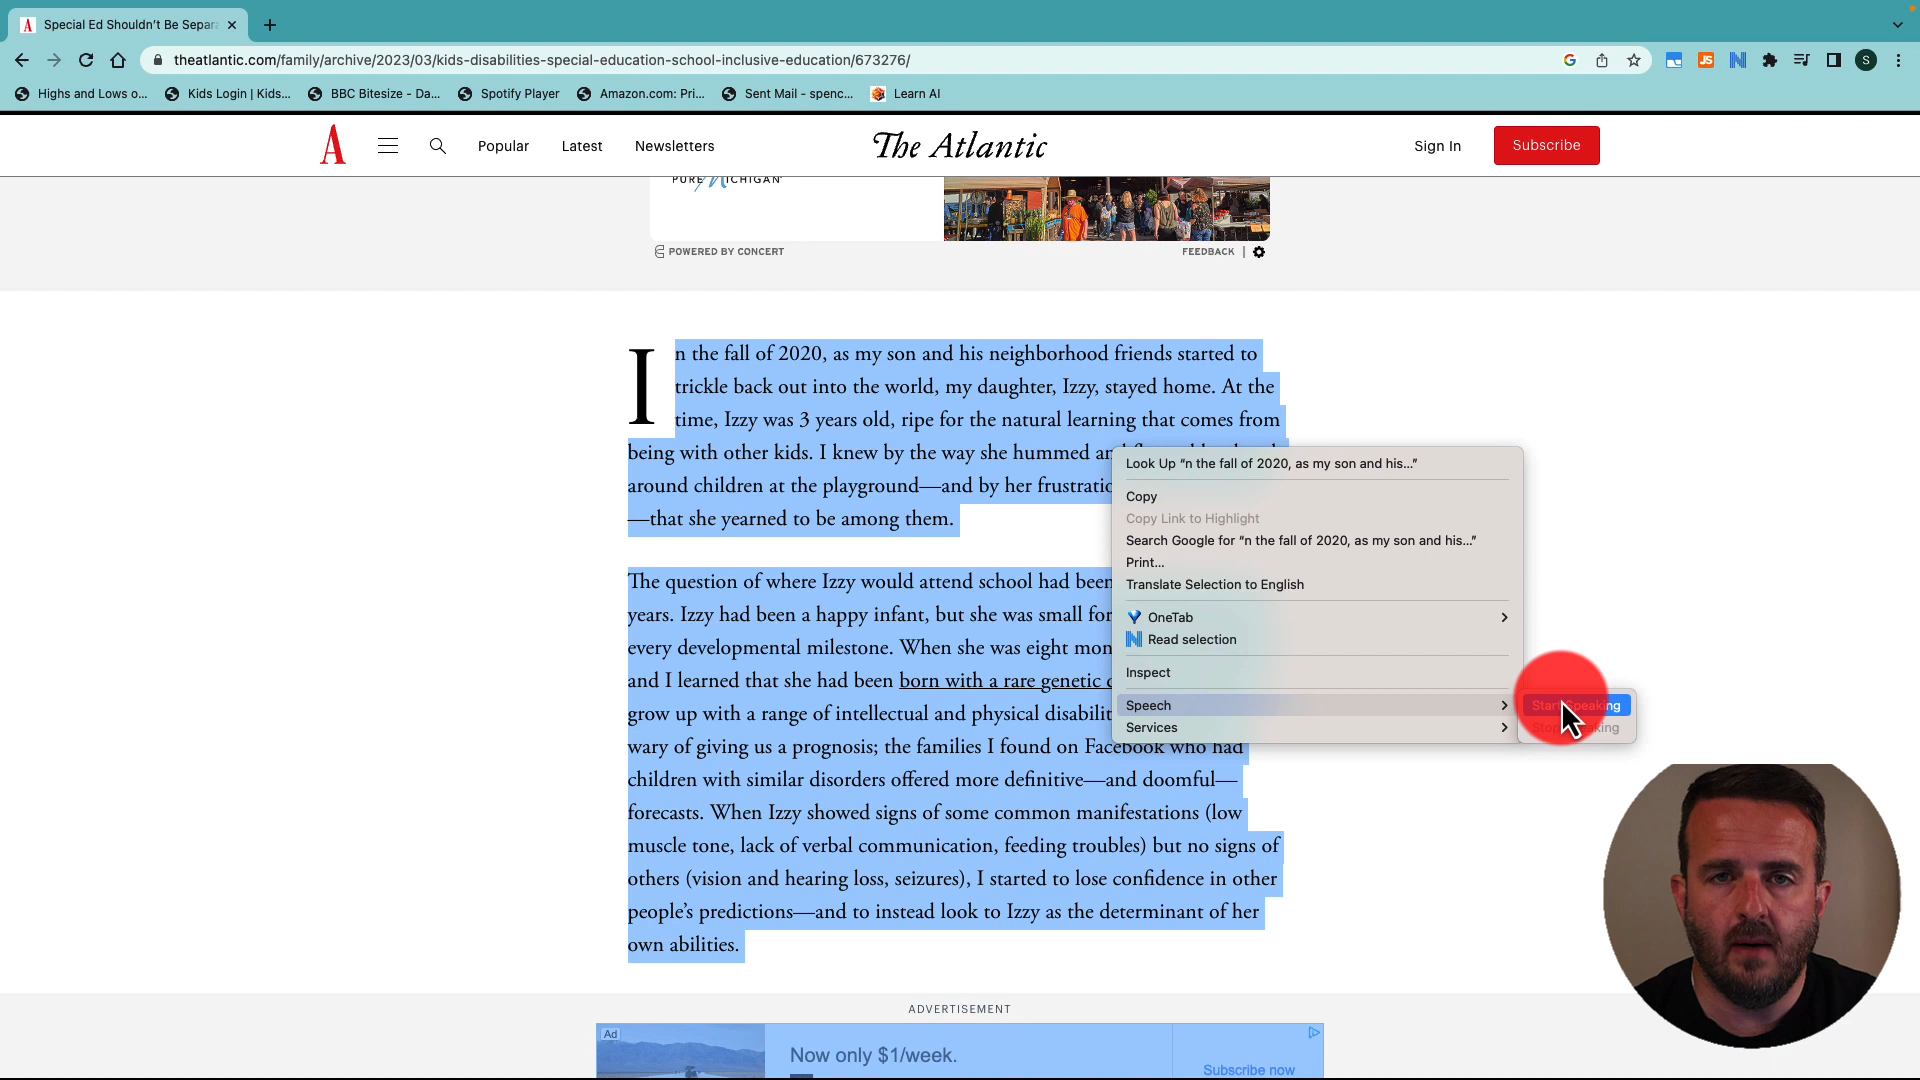 Special Ed Shouldn't Be Separ
theatlantic.com/family/archive/2023/03/kids-disabilities-special-education-school-inclusive-education/673276/
JS
S
Highs and Lows o...
Kids Login | Kids...
BBC Bitesize - Da...
Spotify Player
Amazon.com: Pri...
Sent Mail - spenc...
Learn AI
A
Popular
Latest
Newsletters
The Atlantic
Sign In
Subscribe
PURE MICHIGAN
POWERED BY CONCERT
FEEDBACK
In the fall of 2020, as my son and his neighborhood friends started to
trickle back out into the world, my daughter, Izzy, stayed home. At the
time, Izzy was 3 years old, ripe for the natural learning that comes from
being with other kids. I knew by the way she hummed
around children at the playground—and by her frustratio
—that she yearned to be among them.
The question of where Izzy would attend school had been
years. Izzy had been a happy infant, but she was small for
every developmental milestone. When she was eight mon
and I learned that she had been born with a rare genetic
grow up with a range of intellectual and physical disabilit
wary of giving us a prognosis; the families I found on Facebook who had
children with similar disorders offered more definitive—and doomful—
forecasts. When Izzy showed signs of some common manifestations (low
muscle tone, lack of verbal communication, feeding troubles) but no signs of
others (vision and hearing loss, seizures), I started to lose confidence in other
people's predictions—and to instead look to Izzy as the determinant of her
own abilities.
Look Up "n the fall of 2020, as my son and his..."
Copy
Copy Link to Highlight
Search Google for "n the fall of 2020, as my son and his..."
Print...
Translate Selection to English
OneTab
Read selection
Inspect
Speech
Services
Start Speaking
Stop Speaking
ADVERTISEMENT
Ad
Now only $1/week.
Subscribe now